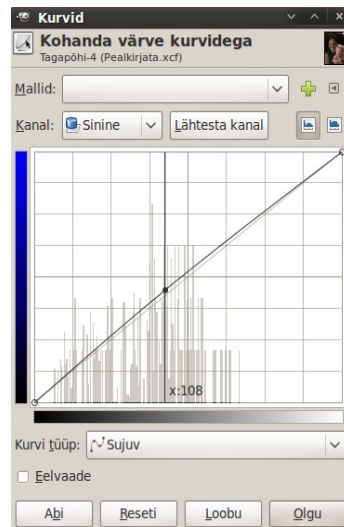 Kurvid
Kohanda värve kurvidega
Tagapõhi-4 (Pealkirjata.xcf)
Mallid:
Kanal: Sinine Lähtesta kanal
x:108
Kurvi tüüp: Sujuv
Eelvaade
Abi Reseti Loobu Olgu